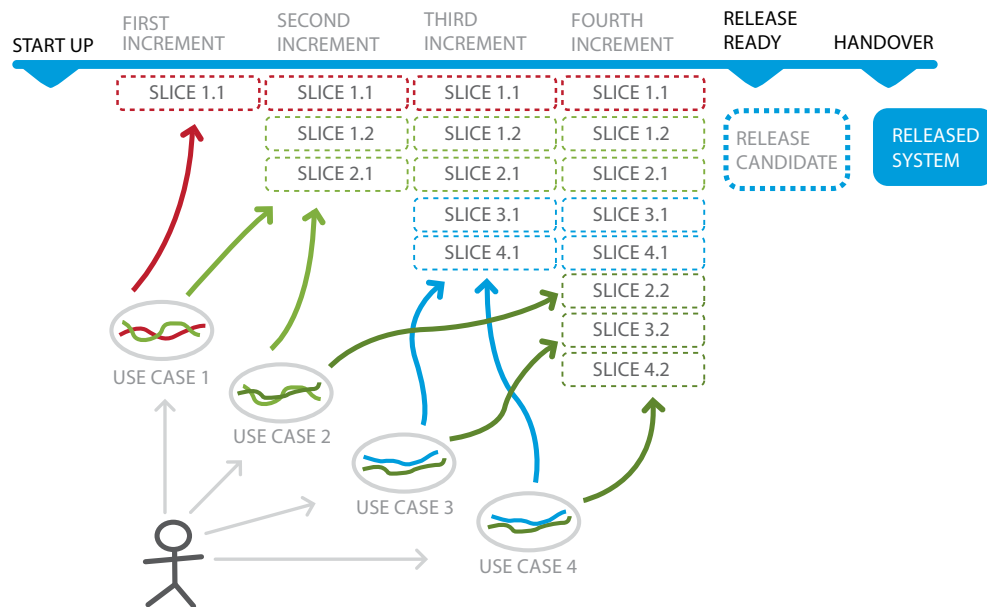 START UP
FIRST
INCREMENT
SECOND
INCREMENT
THIRD
INCREMENT
FOURTH
INCREMENT
RELEASE
READY
HANDOVER
SLICE 1.1
SLICE 1.1
SLICE 1.1
SLICE 1.1
SLICE 1.2
SLICE 1.2
SLICE 1.2
RELEASE
CANDIDATE
RELEASED
SYSTEM
SLICE 2.1
SLICE 2.1
SLICE 2.1
SLICE 3.1
SLICE 3.1
SLICE 4.1
SLICE 4.1
SLICE 2.2
SLICE 3.2
SLICE 4.2
USE CASE 1
USE CASE 2
USE CASE 3
USE CASE 4